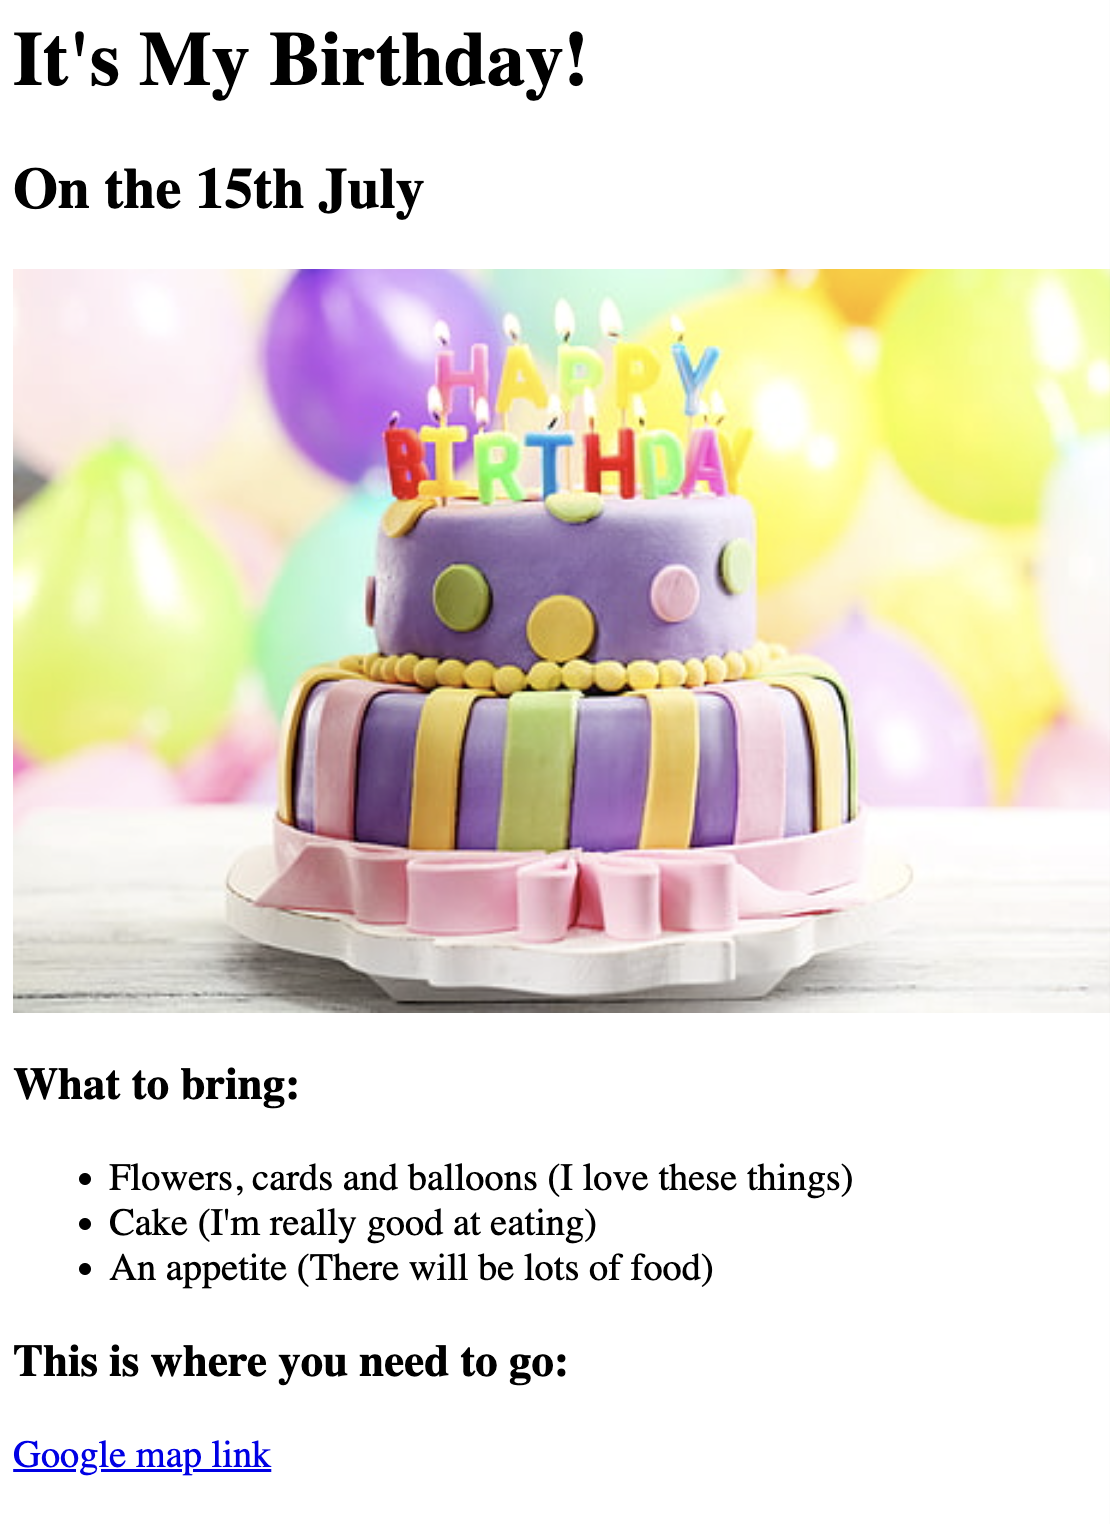 It's My Birthday!
On the 15th July
HAPPY
BIRTHDAY
What to bring:
Flowers, cards and balloons (I love these things)
Cake (I'm really good at eating)
An appetite (There will be lots of food)
This is where you need to go:
Google map link